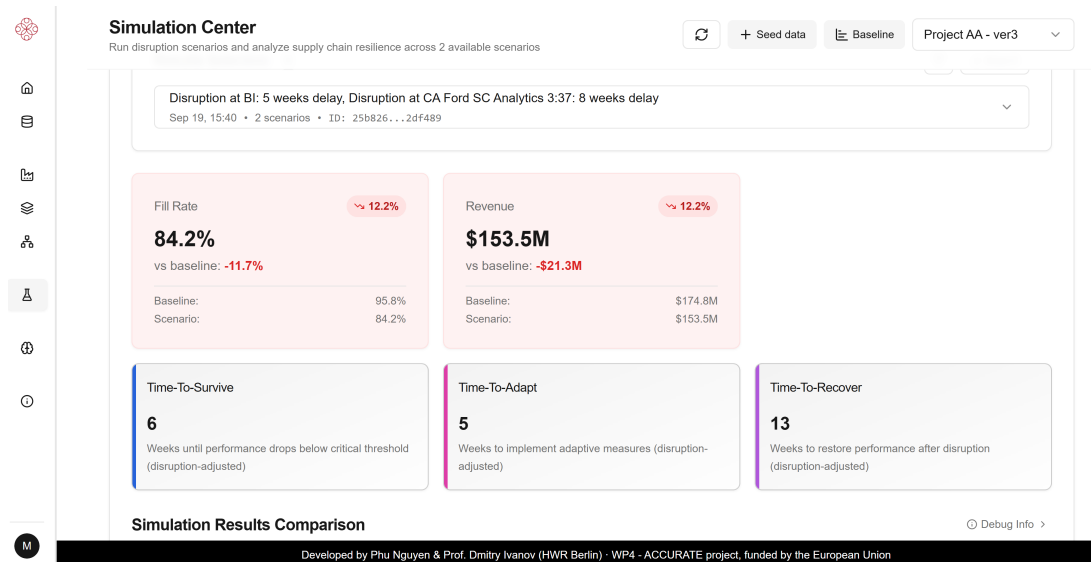 Simulation Center
Run disruption scenarios and analyze supply chain resilience across 2 available scenarios
Seed data
Baseline
Project AA - ver3
Disruption at BI: 5 weeks delay, Disruption at CA Ford SC Analytics 3:37: 8 weeks delay
Sep 19, 15:40 • 2 scenarios • ID: 25b826...2df489
Fill Rate
12.2%
84.2%
vs baseline: -11.7%
Baseline: 95.8%
Scenario: 84.2%
Revenue
12.2%
$153.5M
vs baseline: -$21.3M
Baseline: $174.8M
Scenario: $153.5M
Time-To-Survive
6
Weeks until performance drops below critical threshold
(disruption-adjusted)
Time-To-Adapt
5
Weeks to implement adaptive measures (disruption-
adjusted)
Time-To-Recover
13
Weeks to restore performance after disruption
(disruption-adjusted)
Simulation Results Comparison
Debug Info
M
Developed by Phu Nguyen & Prof. Dmitry Ivanov (HWR Berlin) · WP4 - ACCURATE project, funded by the European Union